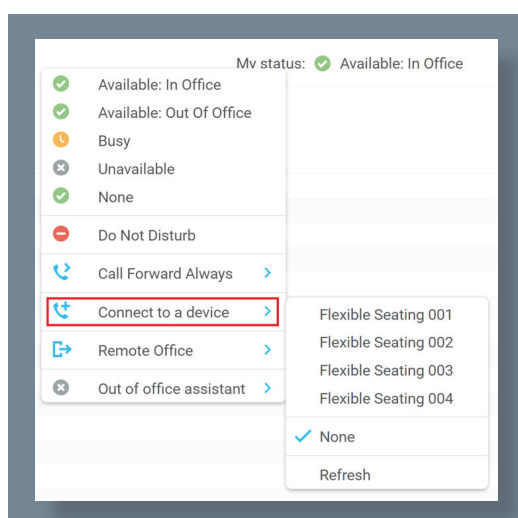 My status: Available: In Office
Available: In Office
Available: Out Of Office
Busy
Unavailable
None
Do Not Disturb
Call Forward Always
Connect to a device
Remote Office
Out of office assistant
Flexible Seating 001
Flexible Seating 002
Flexible Seating 003
Flexible Seating 004
None
Refresh